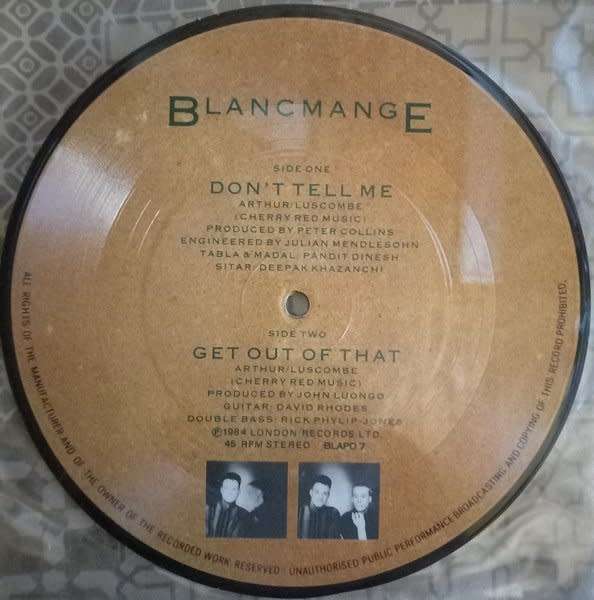 BLANCMANGE
SIDE ONE
DON'T TELL ME
ARTHUR/LUSCOMBE
(CHERRY RED MUSIC)
PRODUCED BY PETER COLLINS
ENGINEERED BY JULIAN MENDLESOHN
TABLA & MADAL: PANDIT DINESH
SITAR: DEEPAK KHAZANCHI
SIDE TWO
GET OUT OF THAT
ARTHUR/LUSCOMBE
(CHERRY RED MUSIC)
PRODUCED BY JOHN LUONGO
GUITAR: DAVID RHODES
DOUBLE BASS: RICK PHYLIP-JONES
℗1984 LONDON RECORDS LTD.
45 RPM STEREO BLAPD 7
ALL RIGHTS OF THE MANUFACTURER AND OF THE OWNER OF THE RECORDED WORK RESERVED · UNAUTHORISED PUBLIC PERFORMANCE BROADCASTING AND COPYING OF THIS RECORD PROHIBITED.